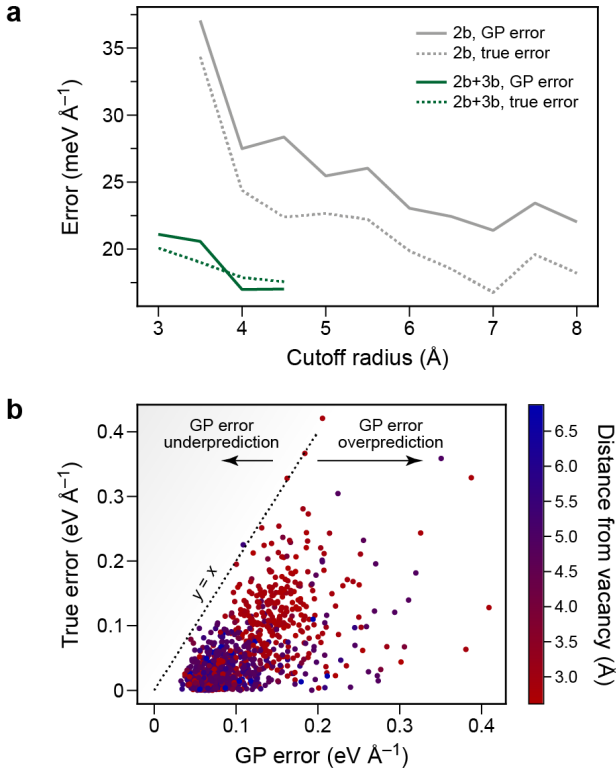 a
35
30
25
20
Error (meV Å⁻¹)
2b, GP error
2b, true error
2b+3b, GP error
2b+3b, true error
3 4 5 6 7 8
Cutoff radius (Å)
b
GP error
underprediction
GP error
overprediction
y = x
0.4
0.3
0.2
0.1
0
True error (eV Å⁻¹)
0 0.1 0.2 0.3 0.4
GP error (eV Å⁻¹)
6.5
6.0
5.5
5.0
4.5
4.0
3.5
3.0
Distance from vacancy (Å)